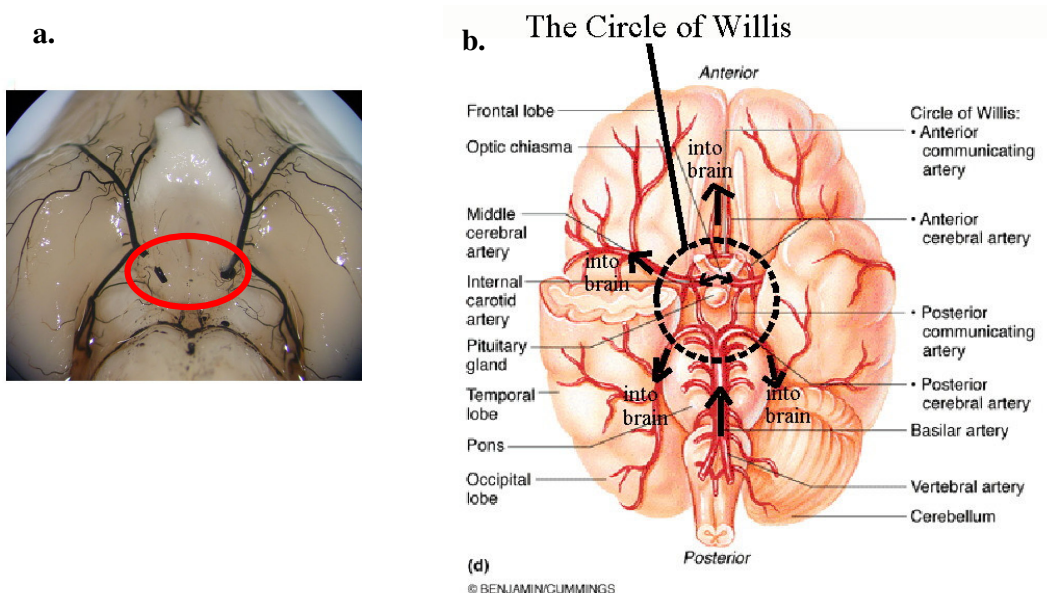 a.
b.
The Circle of Willis
Anterior
Frontal lobe
Optic chiasma
Middle
cerebral
artery
Internal
carotid
artery
Pituitary
gland
Temporal
lobe
Pons
Occipital
lobe
into
brain
into
brain
into
brain
into
brain
Circle of Willis:
• Anterior
communicating
artery
• Anterior
cerebral artery
• Posterior
communicating
artery
• Posterior
cerebral artery
Basilar artery
Vertebral artery
Cerebellum
Posterior
(d)
© BENJAMIN/CUMMINGS